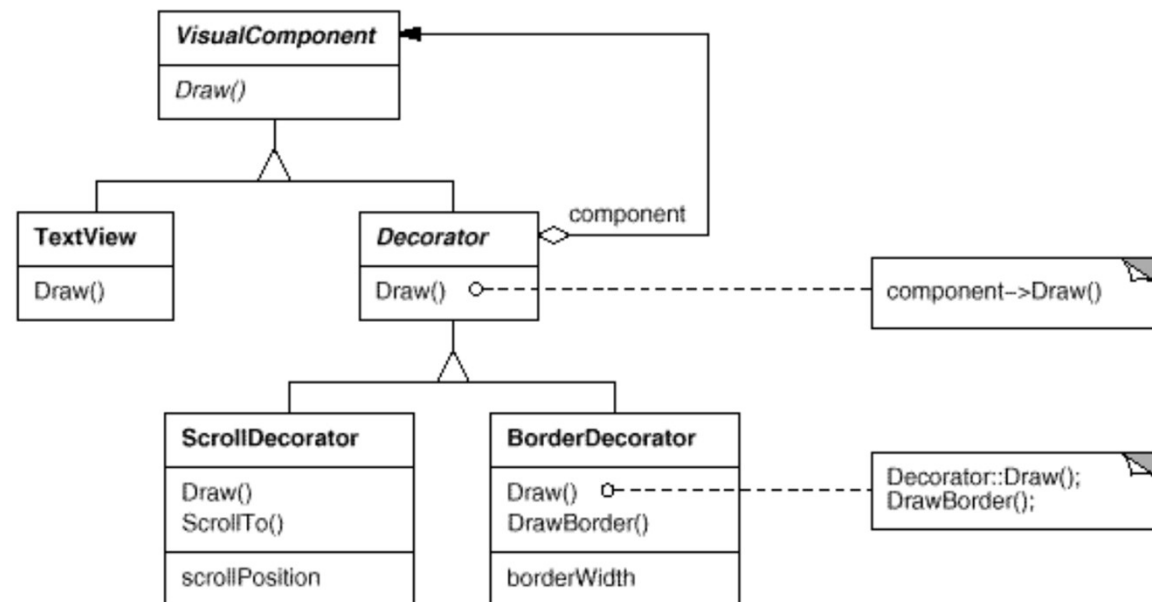 VisualComponent
Draw()
component
TextView
Draw()
Decorator
Draw()
component–>Draw()
ScrollDecorator
Draw()
ScrollTo()
scrollPosition
BorderDecorator
Draw()
DrawBorder()
borderWidth
Decorator::Draw();
DrawBorder();